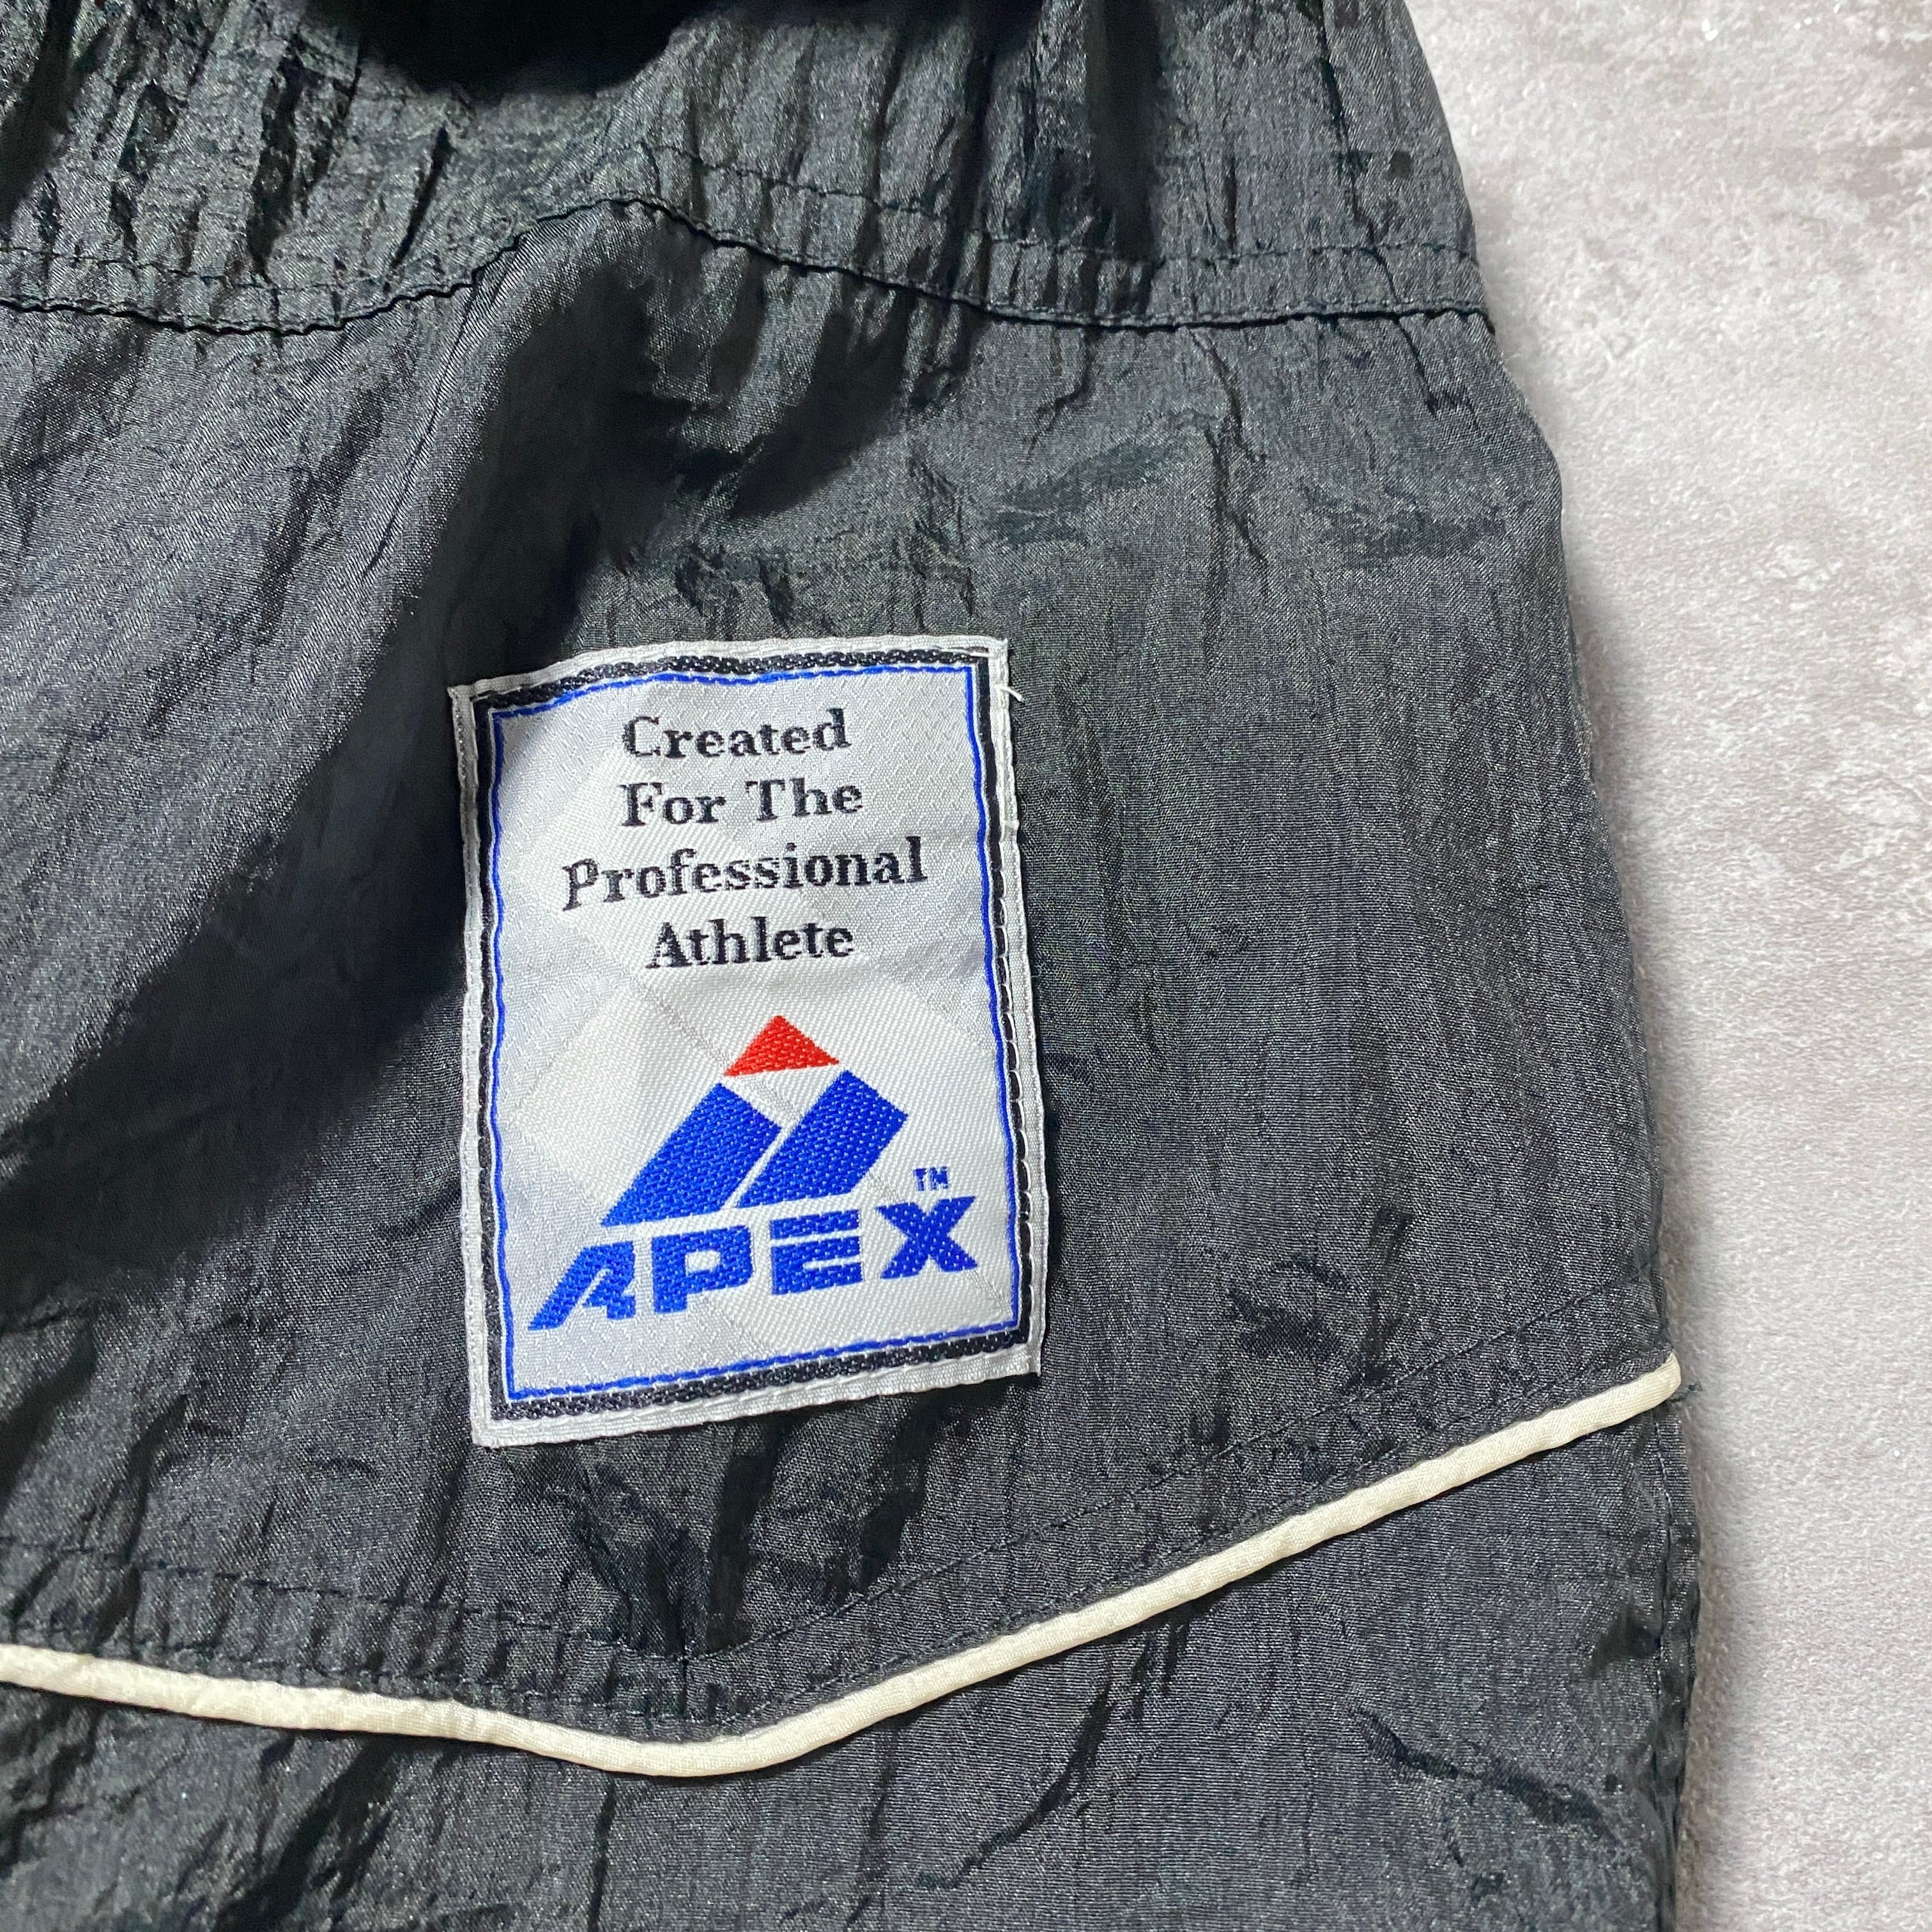 Created
For The
Professional
Athlete
TM
APEX